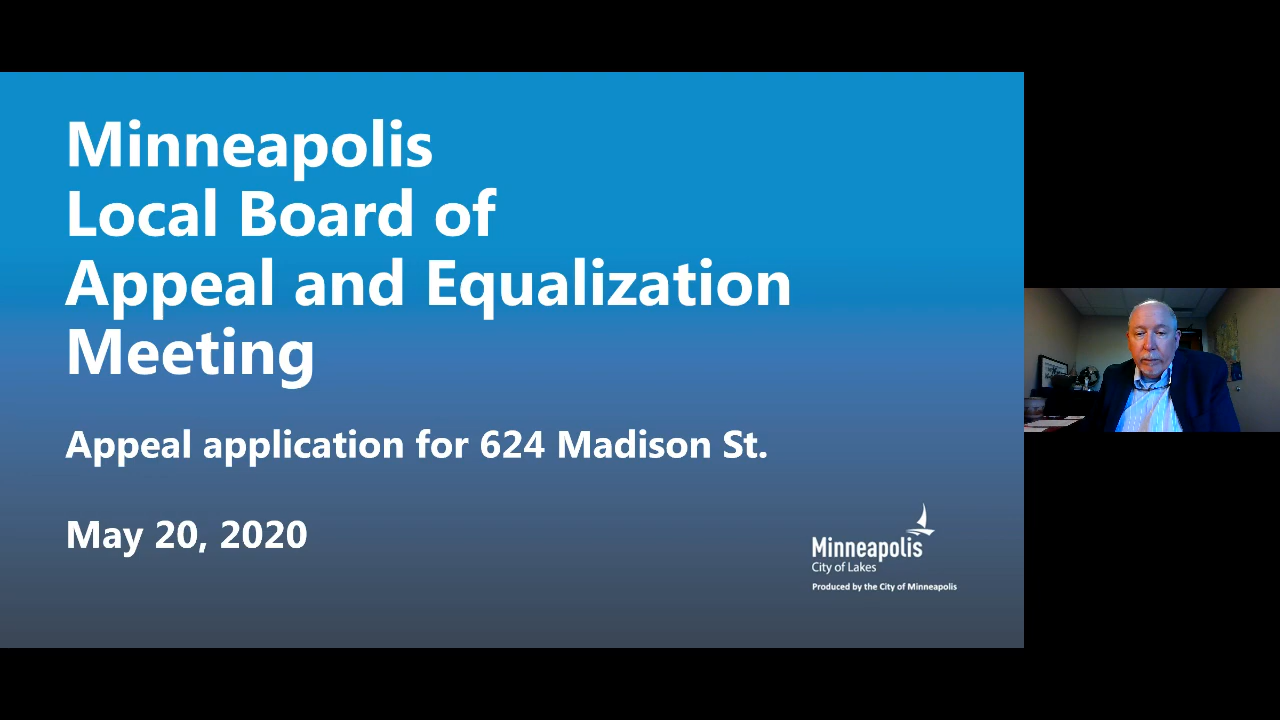 Minneapolis
Local Board of
Appeal and Equalization
Meeting
Appeal application for 624 Madison St.
May 20, 2020
Minneapolis
City of Lakes
Produced by the City of Minneapolis